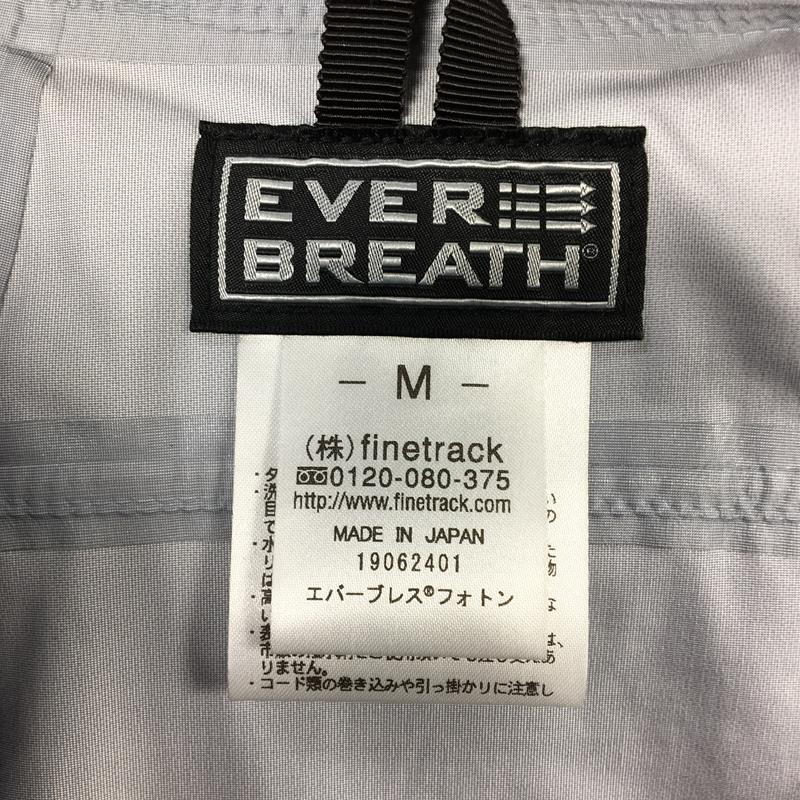 EVER
BREATH®
- M -
(株)finetrack
0120-080-375
http://www.finetrack.com
MADE IN JAPAN
19062401
エバーブレス®フォトン
りません。
・コード類の巻き込みや引っ掛かりに注意し